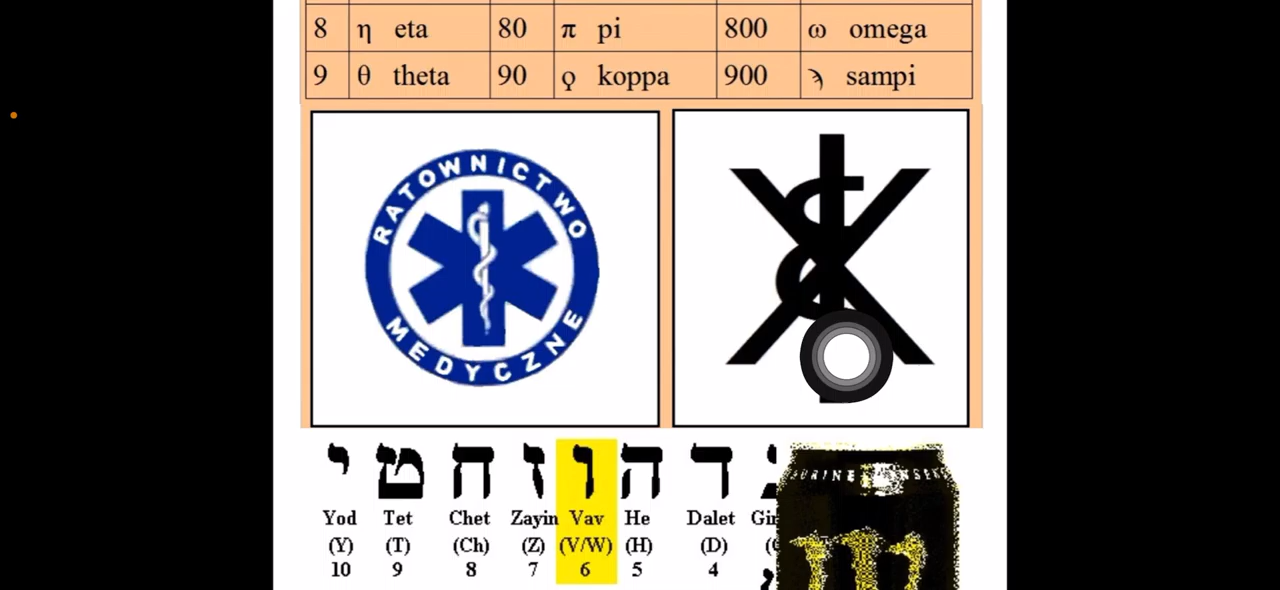 8 η eta 80 π pi 800 ω omega
9 θ theta 90 ϙ koppa 900 ϡ sampi
RATOWNICTWO
MEDYCZNE
י ט ח ז ו ה ד
Yod Tet Chet Zayin Vav He Dalet
(Y) (T) (Ch) (Z) (V/W) (H) (D)
10 9 8 7 6 5 4